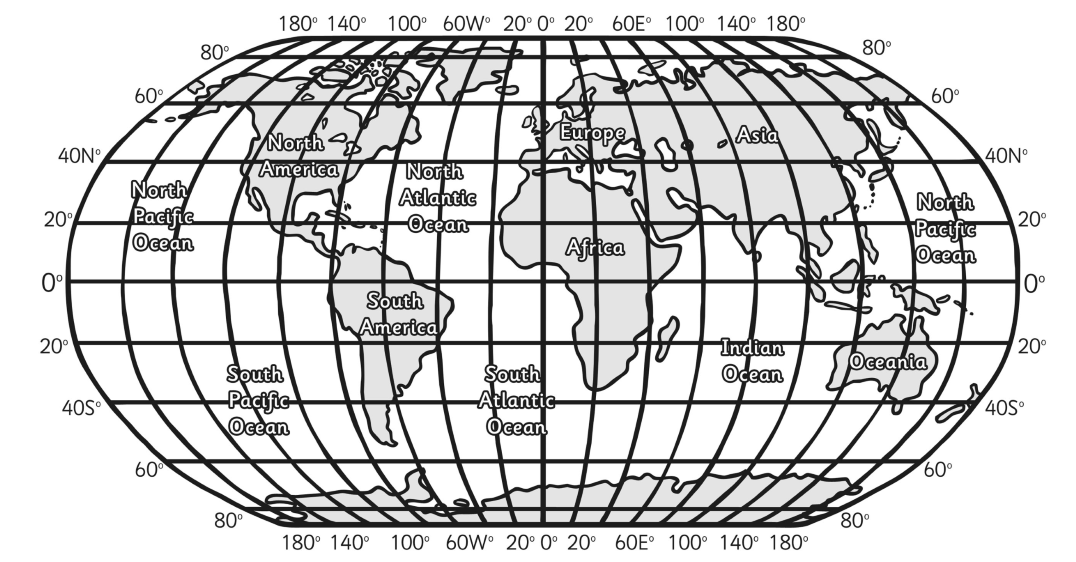 180° 140° 100° 60W° 20° 0° 20° 60E° 100° 140° 180°
80° 80°
60° 60°
40N° 40N°
20° 20°
0° 0°
20° 20°
40S° 40S°
60° 60°
80° 80°
North
America
Europe
Asia
North
Atlantic
Ocean
North
Pacific
Ocean
North
Pacific
Ocean
Africa
South
America
Indian
Ocean
Oceania
South
Pacific
Ocean
South
Atlantic
Ocean
180° 140° 100° 60W° 20° 0° 20° 60E° 100° 140° 180°